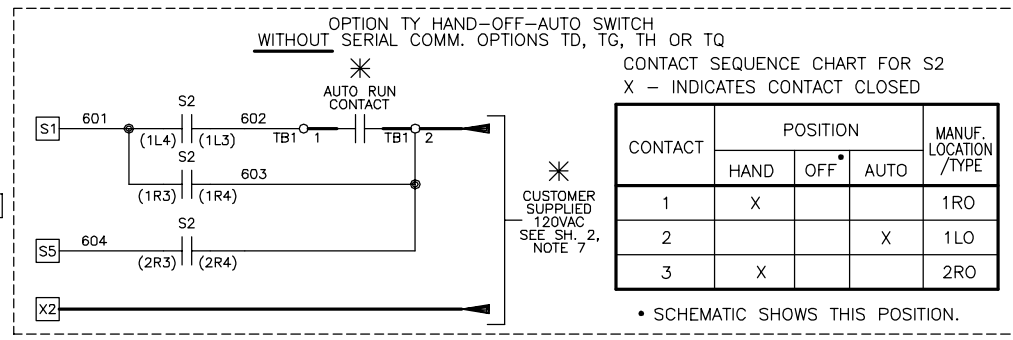 OPTION TY HAND-OFF-AUTO SWITCH
WITHOUT SERIAL COMM. OPTIONS TD, TG, TH OR TQ
AUTO RUN
CONTACT
S1
601
S2
(1L4) (1L3)
602
TB1 1
TB1 2
S2
(1R3) (1R4)
603
S5
604
S2
(2R3) (2R4)
X2
CUSTOMER
SUPPLIED
120VAC
SEE SH. 2,
NOTE 7
CONTACT SEQUENCE CHART FOR S2
X - INDICATES CONTACT CLOSED
CONTACT
POSITION
MANUF.
LOCATION
/TYPE
HAND OFF• AUTO
1 X 1RO
2 X 1LO
3 X 2RO
• SCHEMATIC SHOWS THIS POSITION.